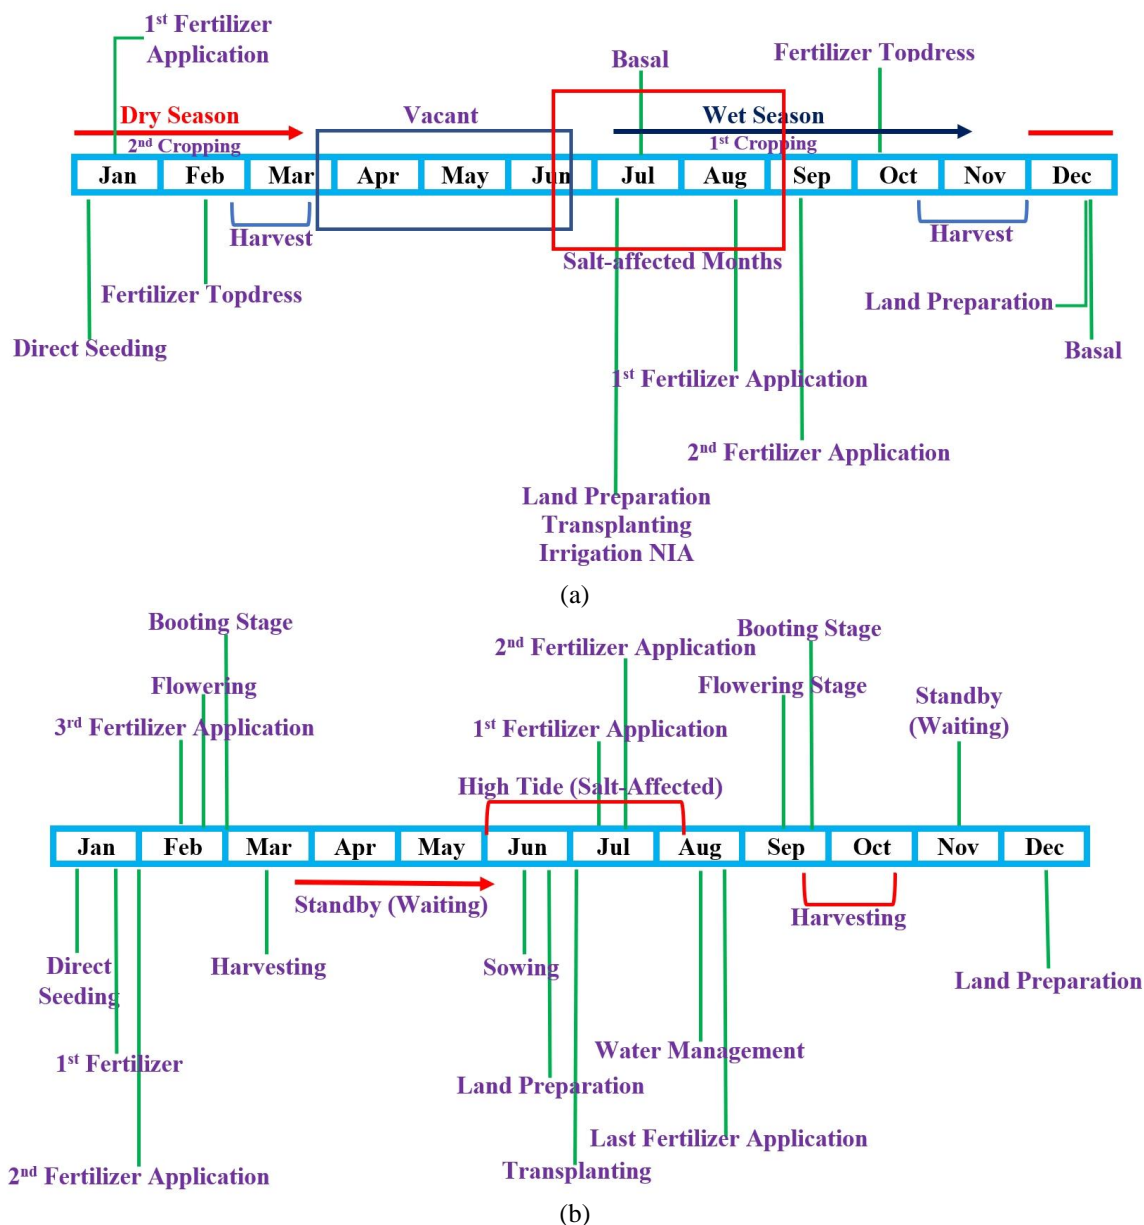 1st Fertilizer
Application
Fertilizer Topdress
Basal
Dry Season
Vacant
Wet Season
2nd Cropping
1st Cropping
Jan Feb Mar Apr May Jun Jul Aug Sep Oct Nov Dec
Harvest
Harvest
Salt-affected Months
Fertilizer Topdress
Land Preparation
Direct Seeding
Basal
1st Fertilizer Application
2nd Fertilizer Application
Land Preparation
Transplanting
Irrigation NIA
(a)
Booting Stage
Booting Stage
2nd Fertilizer Application
Flowering
Flowering Stage
Standby
(Waiting)
3rd Fertilizer Application
1st Fertilizer Application
High Tide (Salt-Affected)
Jan Feb Mar Apr May Jun Jul Aug Sep Oct Nov Dec
Standby (Waiting)
Harvesting
Direct
Seeding
Harvesting
Sowing
Land Preparation
1st Fertilizer
Water Management
Land Preparation
Last Fertilizer Application
2nd Fertilizer Application
Transplanting
(b)